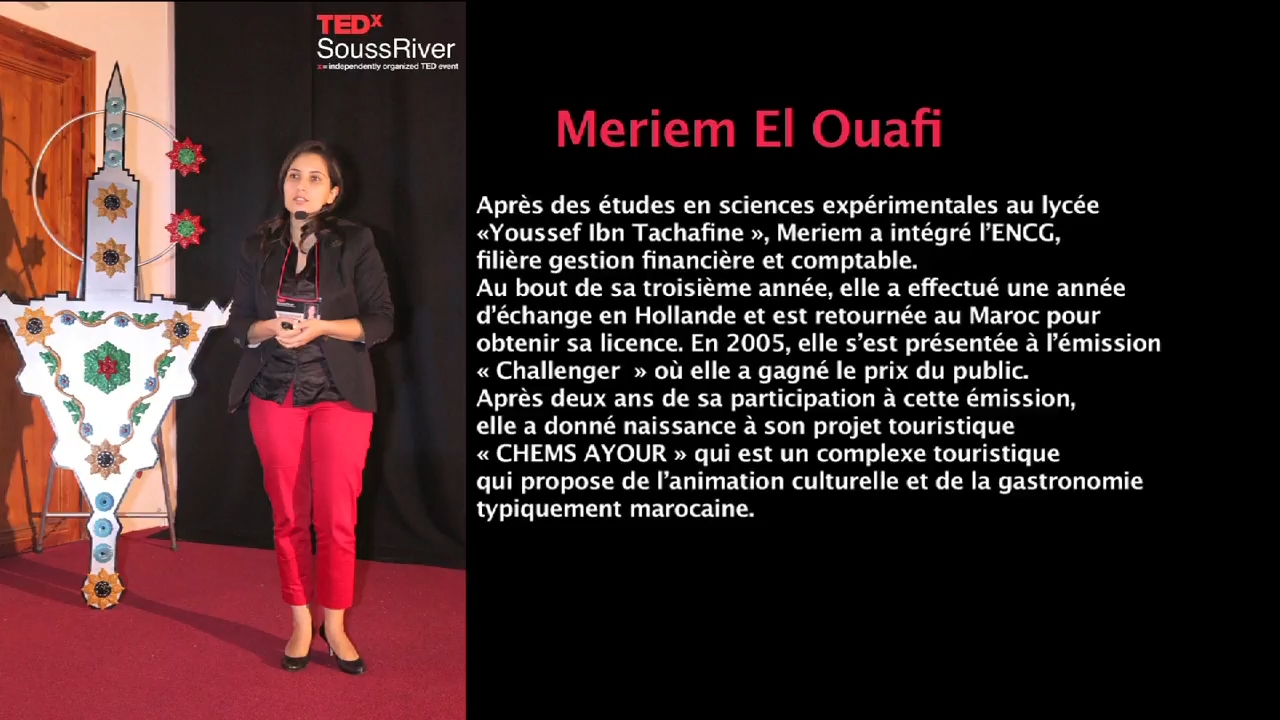 TEDx
SoussRiver
x = independently organized TED event
Meriem El Ouafi
Après des études en sciences expérimentales au lycée
«Youssef Ibn Tachafine », Meriem a intégré l’ENCG,
filière gestion financière et comptable.
Au bout de sa troisième année, elle a effectué une année
d’échange en Hollande et est retournée au Maroc pour
obtenir sa licence. En 2005, elle s’est présentée à l’émission
« Challenger  » où elle a gagné le prix du public.
Après deux ans de sa participation à cette émission,
elle a donné naissance à son projet touristique
« CHEMS AYOUR » qui est un complexe touristique
qui propose de l’animation culturelle et de la gastronomie
typiquement marocaine.